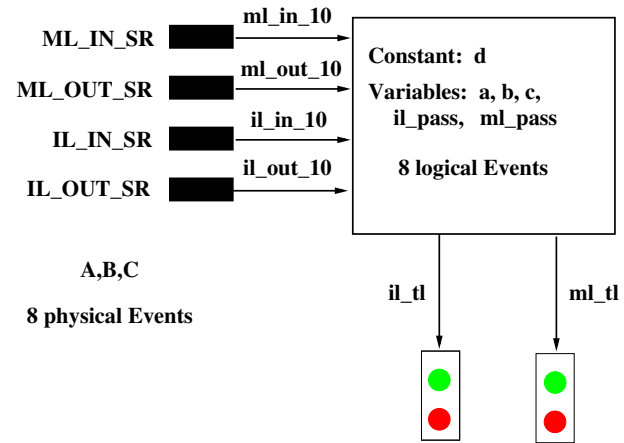 ML_IN_SR
ml_in_10
ML_OUT_SR
ml_out_10
IL_IN_SR
il_in_10
IL_OUT_SR
il_out_10
Constant: d
Variables: a, b, c,
il_pass, ml_pass
8 logical Events
A,B,C
8 physical Events
il_tl
ml_tl